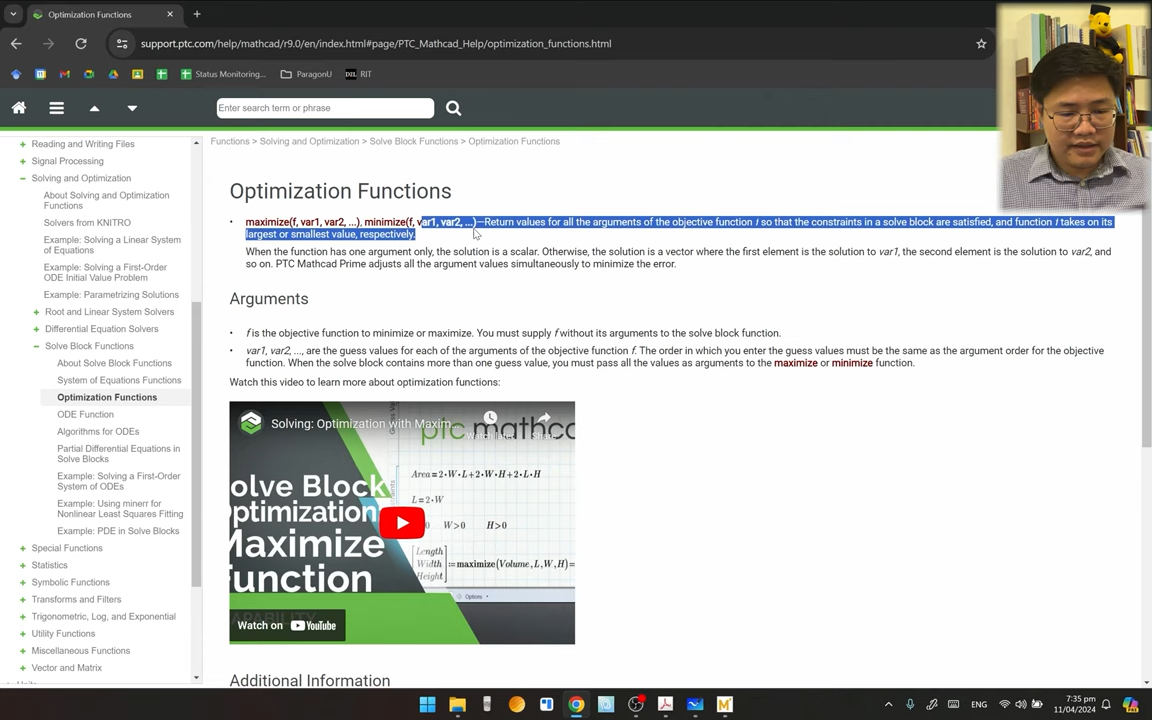 Optimization Functions
support.ptc.com/help/mathcad/r9.0/en/index.html#page/PTC_Mathcad_Help/optimization_functions.html
Status Monitoring...
ParagonU
RIT
Enter search term or phrase
Functions > Solving and Optimization > Solve Block Functions > Optimization Functions
Reading and Writing Files
Signal Processing
Solving and Optimization
About Solving and Optimization
Functions
Solvers from KNITRO
Example: Solving a Linear System
of Equations
Example: Solving a First-Order
ODE Initial Value Problem
Example: Parametrizing Solutions
Root and Linear System Solvers
Differential Equation Solvers
Solve Block Functions
About Solve Block Functions
System of Equations Functions
Optimization Functions
ODE Function
Algorithms for ODEs
Partial Differential Equations in
Solve Blocks
Example: Solving a First-Order
System of ODEs
Example: Using minerr for
Nonlinear Least Squares Fitting
Example: PDE in Solve Blocks
Special Functions
Statistics
Symbolic Functions
Transforms and Filters
Trigonometric, Log, and Exponential
Utility Functions
Miscellaneous Functions
Vector and Matrix
Optimization Functions
• maximize(f, var1, var2, ...), minimize(f, var1, var2, ...)—Return values for all the arguments of the objective function f so that the constraints in a solve block are satisfied, and function f takes on its
largest or smallest value, respectively.
When the function has one argument only, the solution is a scalar. Otherwise, the solution is a vector where the first element is the solution to var1, the second element is the solution to var2, and
so on. PTC Mathcad Prime adjusts all the argument values simultaneously to minimize the error.
Arguments
• f is the objective function to minimize or maximize. You must supply f without its arguments to the solve block function.
• var1, var2, ..., are the guess values for each of the arguments of the objective function f. The order in which you enter the guess values must be the same as the argument order for the objective
function. When the solve block contains more than one guess value, you must pass all the values as arguments to the maximize or minimize function.
Watch this video to learn more about optimization functions:
Solving: Optimization with Maxim...
Watch later
Share
ptc mathca
Area=2·W·L+2·W·H+2·L·H
L=2·W
0 W>0 H>0
[Length Width Height]:=maximize(Volume,L,W,H)=
Options
olve Block
Optimization
Maximize
Function
Watch on YouTube
Additional Information
ENG
7:35 pm
11/04/2024